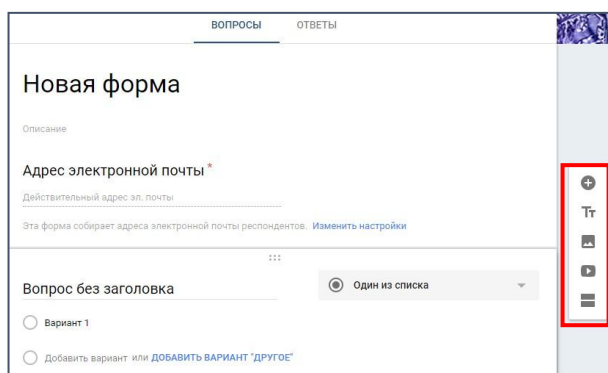 ВОПРОСЫ ОТВЕТЫ
Новая форма
Описание
Адрес электронной почты *
Действительный адрес эл. почты
Эта форма собирает адреса электронной почты респондентов. Изменить настройки
Вопрос без заголовка Один из списка
Вариант 1
Добавить вариант или ДОБАВИТЬ ВАРИАНТ "ДРУГОЕ"
Тт